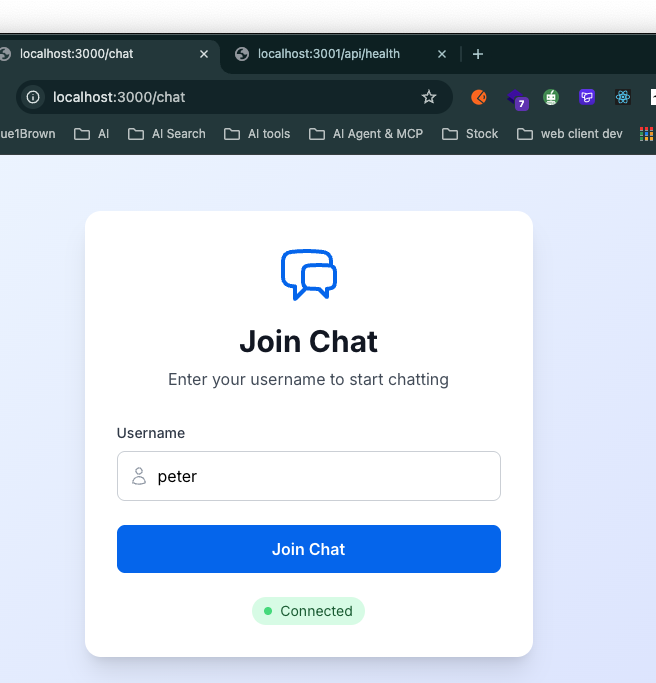 localhost:3000/chat
localhost:3001/api/health
localhost:3000/chat
7
ue1Brown
AI
AI Search
AI tools
AI Agent & MCP
Stock
web client dev
Join Chat
Enter your username to start chatting
Username
peter
Join Chat
Connected